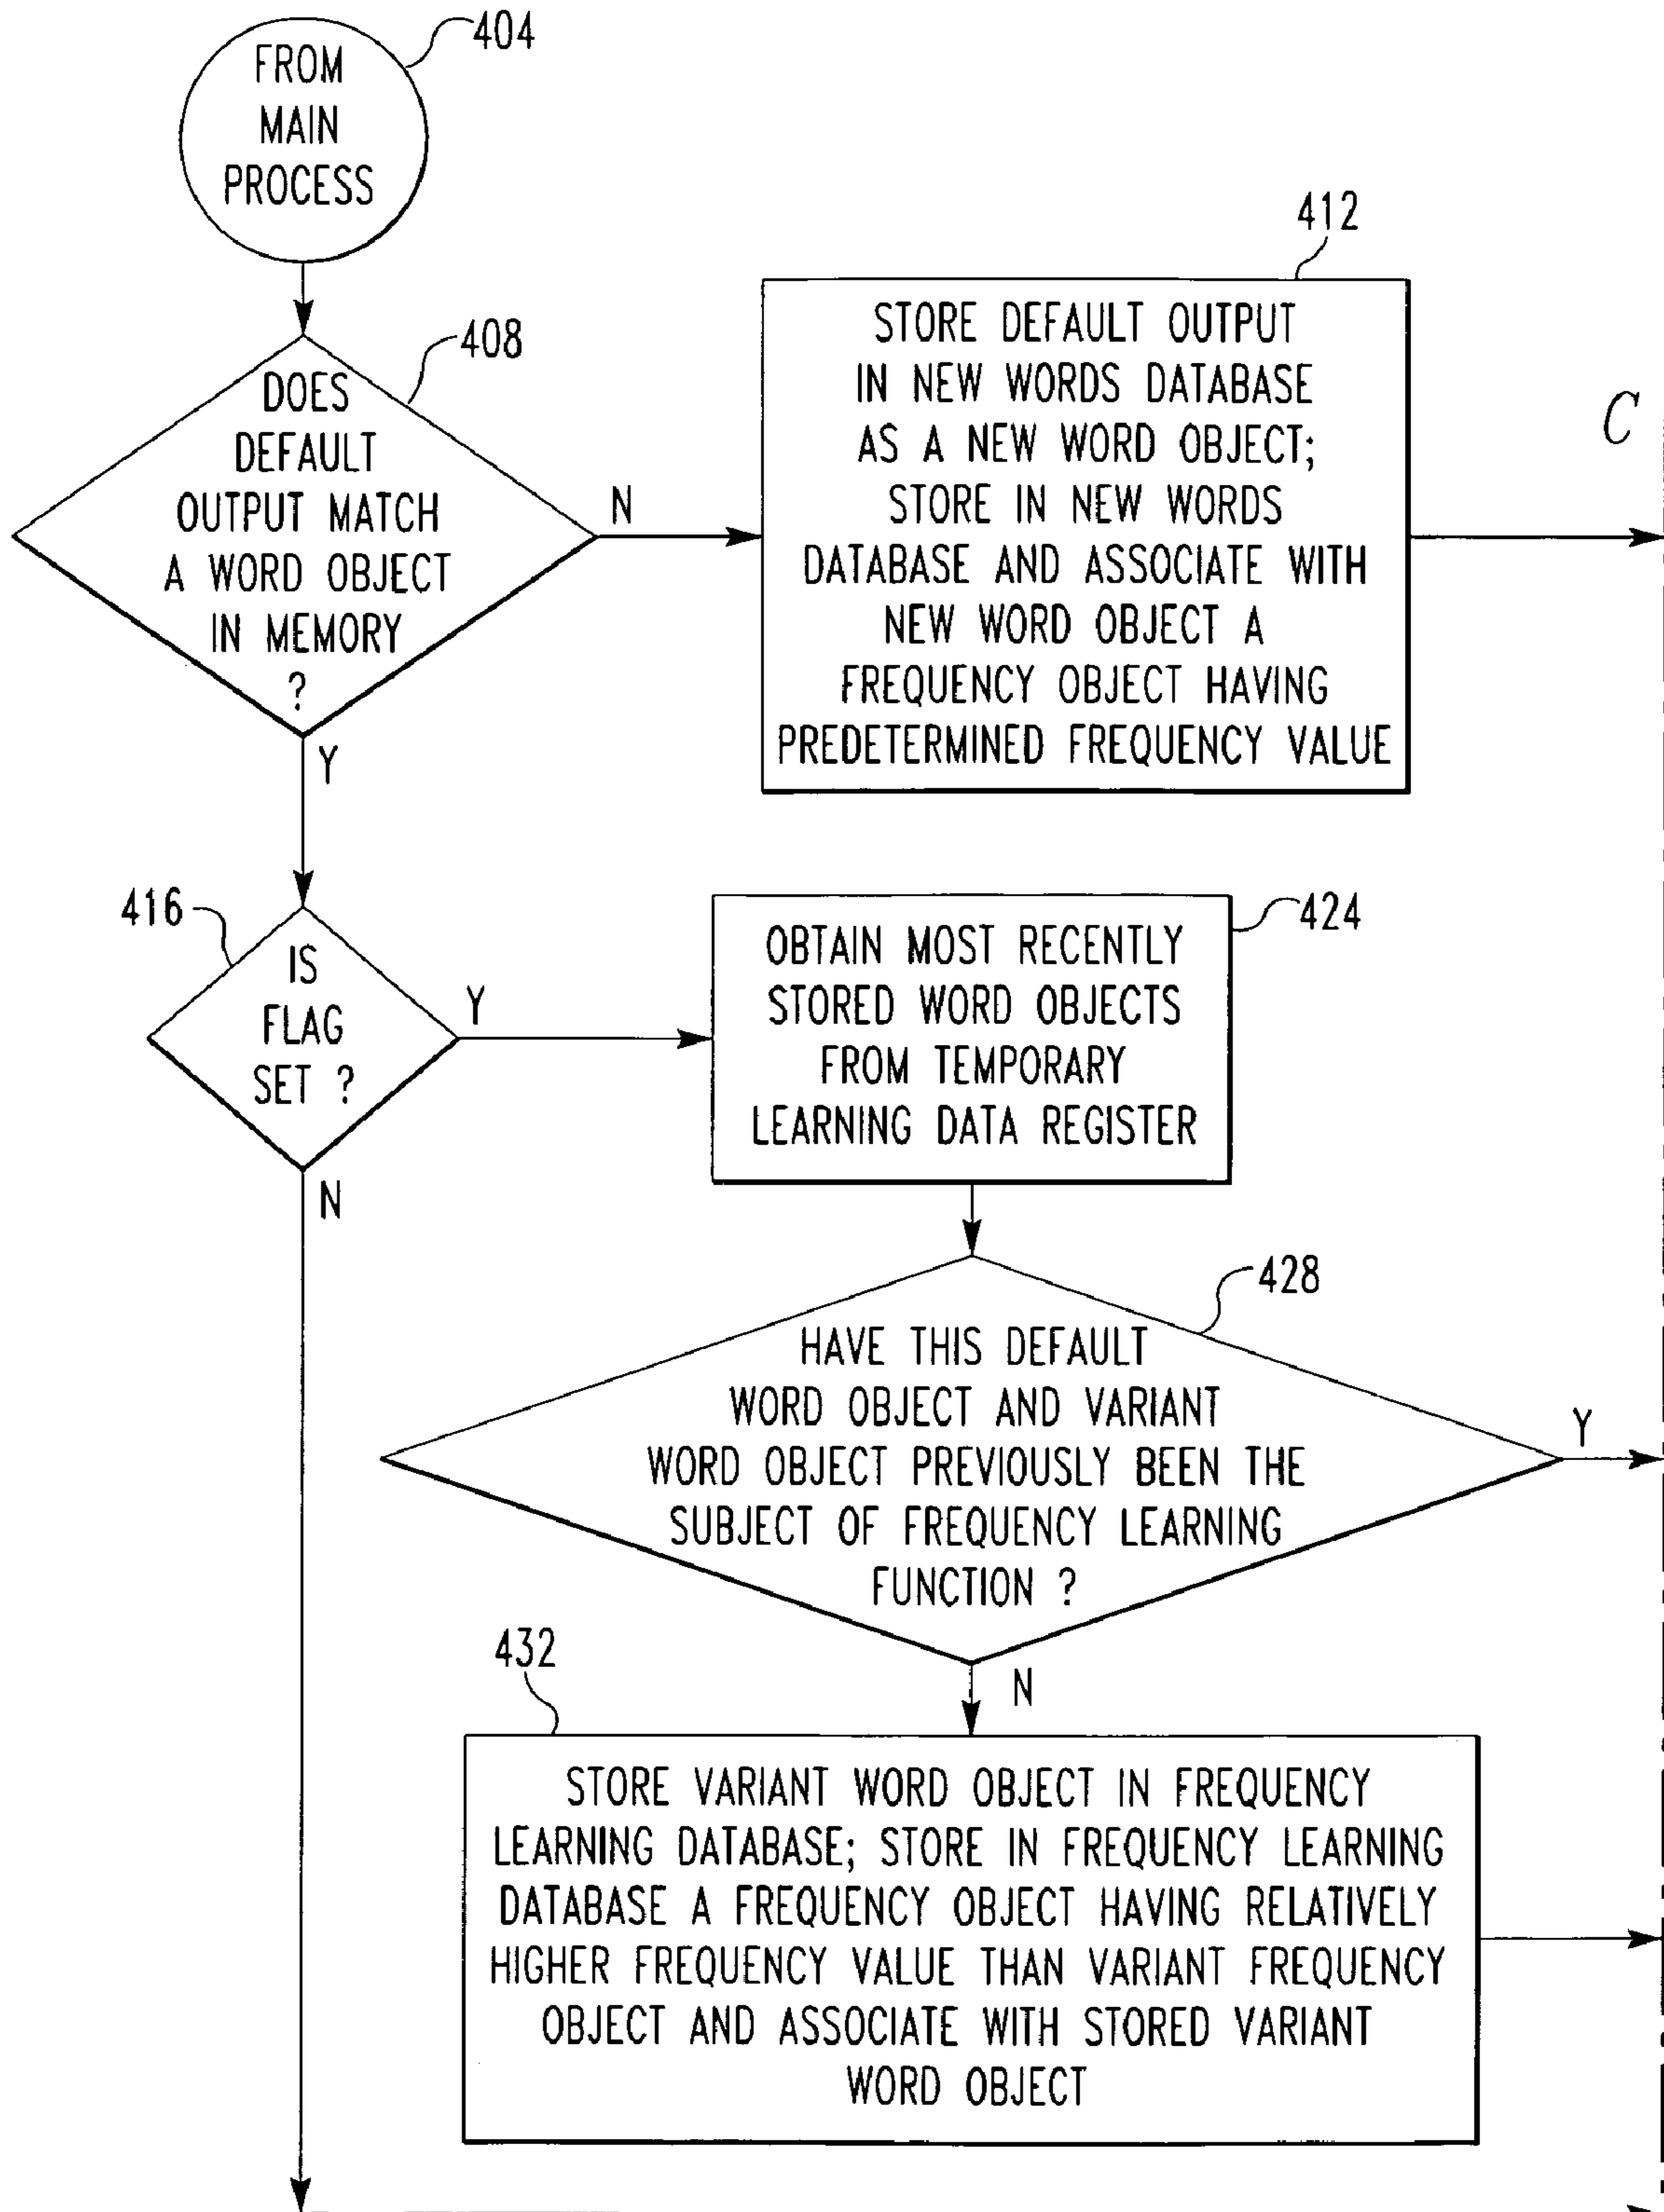 404
FROM
MAIN
PROCESS
408
DOES
DEFAULT
OUTPUT MATCH
A WORD OBJECT
IN MEMORY
?
N
Y
412
STORE DEFAULT OUTPUT
IN NEW WORDS DATABASE
AS A NEW WORD OBJECT;
STORE IN NEW WORDS
DATABASE AND ASSOCIATE WITH
NEW WORD OBJECT A
FREQUENCY OBJECT HAVING
PREDETERMINED FREQUENCY VALUE
C
416
IS
FLAG
SET ?
Y
N
424
OBTAIN MOST RECENTLY
STORED WORD OBJECTS
FROM TEMPORARY
LEARNING DATA REGISTER
428
HAVE THIS DEFAULT
WORD OBJECT AND VARIANT
WORD OBJECT PREVIOUSLY BEEN THE
SUBJECT OF FREQUENCY LEARNING
FUNCTION ?
Y
N
432
STORE VARIANT WORD OBJECT IN FREQUENCY
LEARNING DATABASE; STORE IN FREQUENCY LEARNING
DATABASE A FREQUENCY OBJECT HAVING RELATIVELY
HIGHER FREQUENCY VALUE THAN VARIANT FREQUENCY
OBJECT AND ASSOCIATE WITH STORED VARIANT
WORD OBJECT